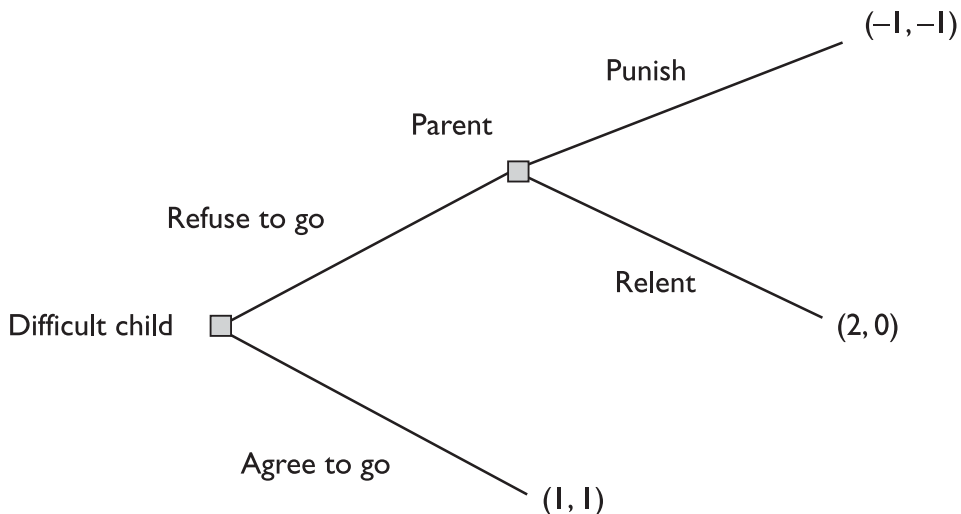 (–1, –1)
Punish
Parent
Refuse to go
Relent
Difficult child
(2, 0)
Agree to go
(1, 1)